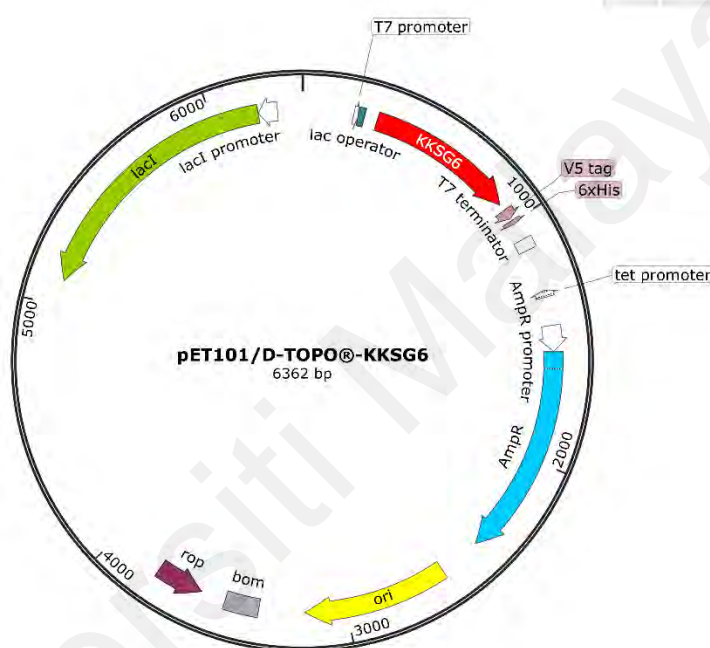 T7 promoter
6000
lacI promoter
lac operator
lacI
KKSG6
1000
V5 tag
6xHis
T7 terminator
tet promoter
5000
AmpR promoter
pET101/D-TOPO®-KKSG6
6362 bp
AmpR
2000
4000
rop
bom
ori
3000